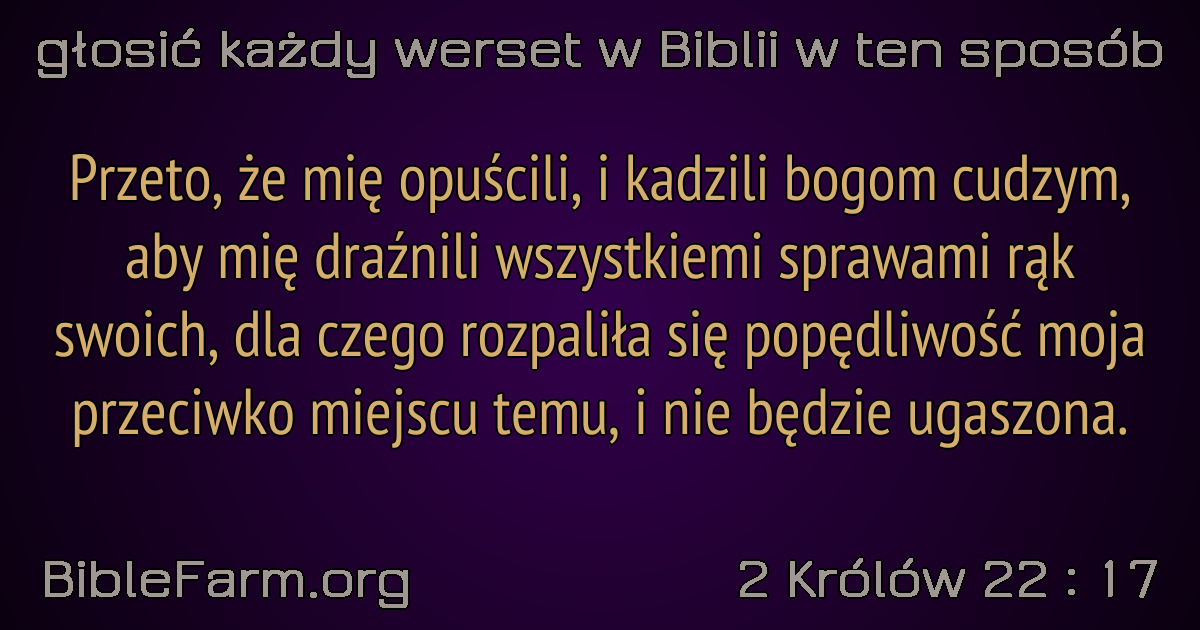 głosić każdy werset w Biblii w ten sposób
Przeto, że mię opuścili, i kadzili bogom cudzym,
aby mię draźnili wszystkiemi sprawami rąk
swoich, dla czego rozpaliła się popędliwość moja
przeciwko miejscu temu, i nie będzie ugaszona.
BibleFarm.org
2 Królów 22 : 17